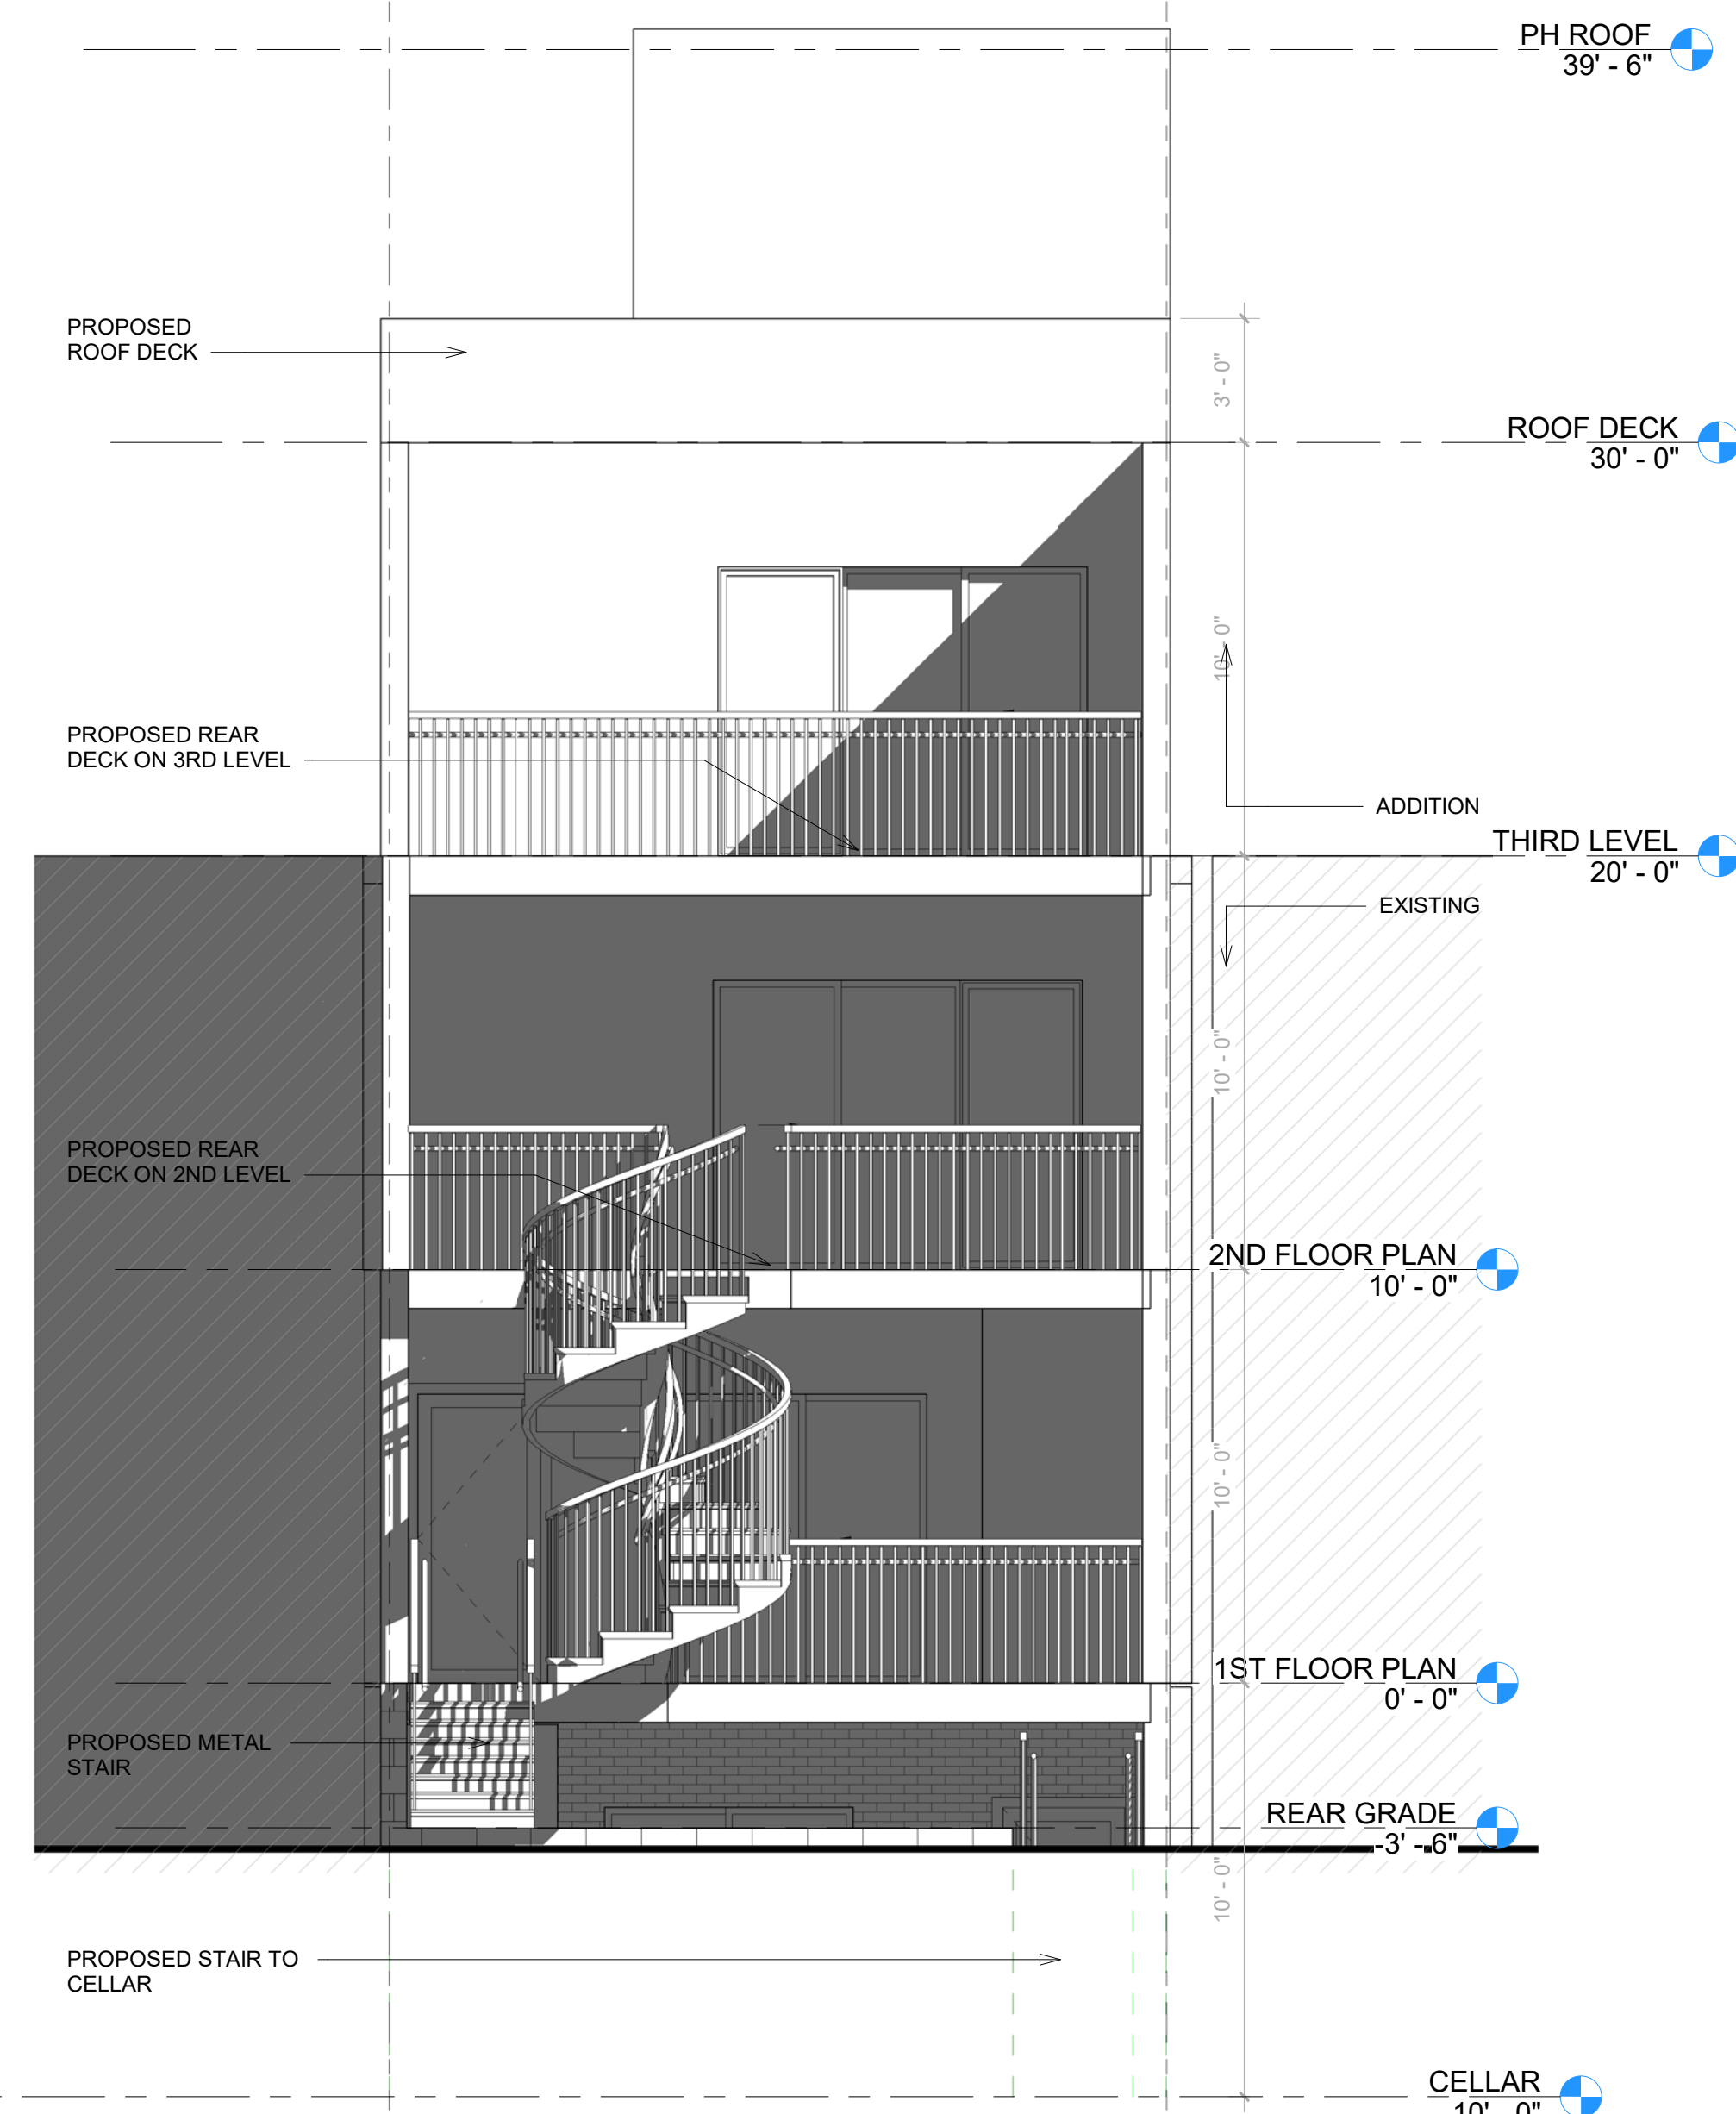 PH ROOF
39' - 6"
PROPOSED
ROOF DECK
3' - 0"
ROOF DECK
30' - 0"
10' - 0"
PROPOSED REAR
DECK ON 3RD LEVEL
ADDITION
THIRD LEVEL
20' - 0"
EXISTING
10' - 0"
PROPOSED REAR
DECK ON 2ND LEVEL
2ND FLOOR PLAN
10' - 0"
10' - 0"
1ST FLOOR PLAN
0' - 0"
PROPOSED METAL
STAIR
REAR GRADE
-3' - 6"
10' - 0"
PROPOSED STAIR TO
CELLAR
CELLAR
10' - 0"